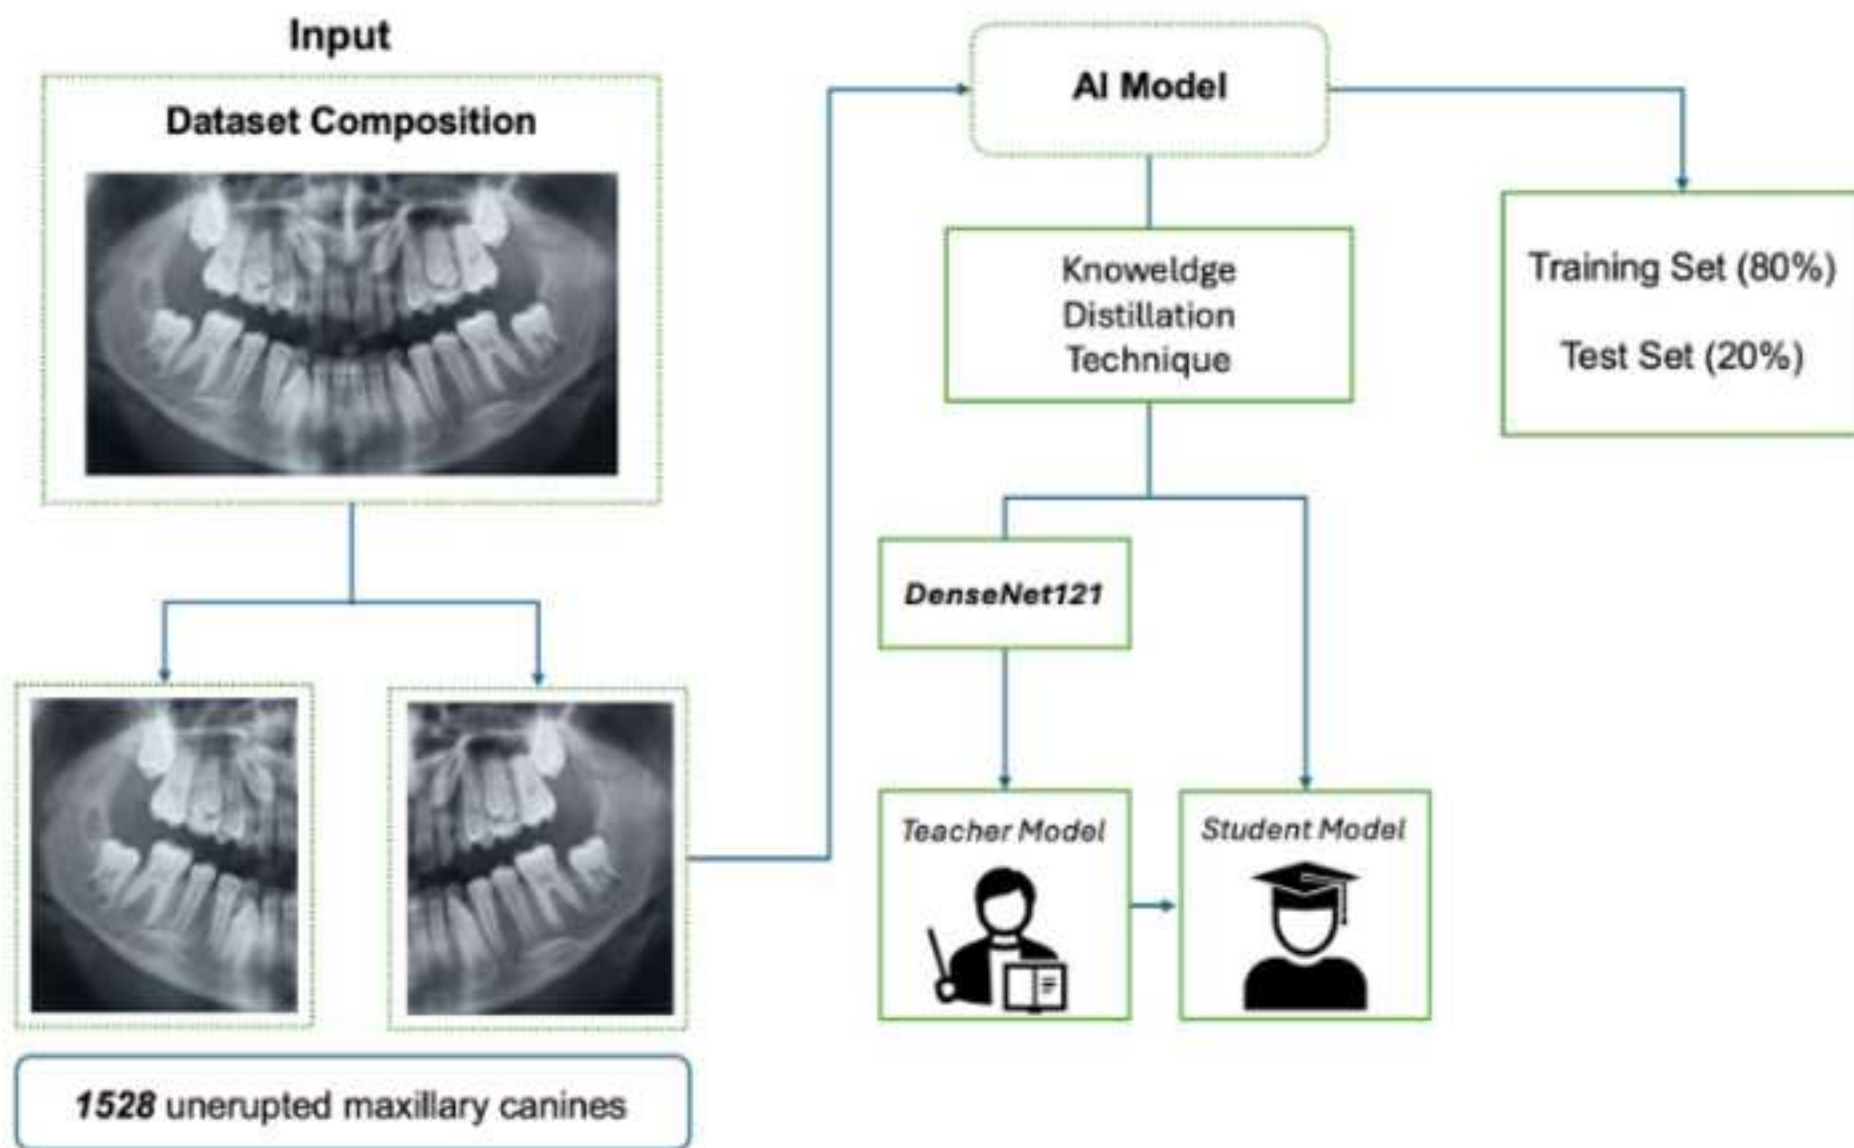 Input
Dataset Composition
1528 unerupted maxillary canines
AI Model
Knoweldge
Distillation
Technique
DenseNet121
Teacher Model
Student Model
Training Set (80%)
Test Set (20%)